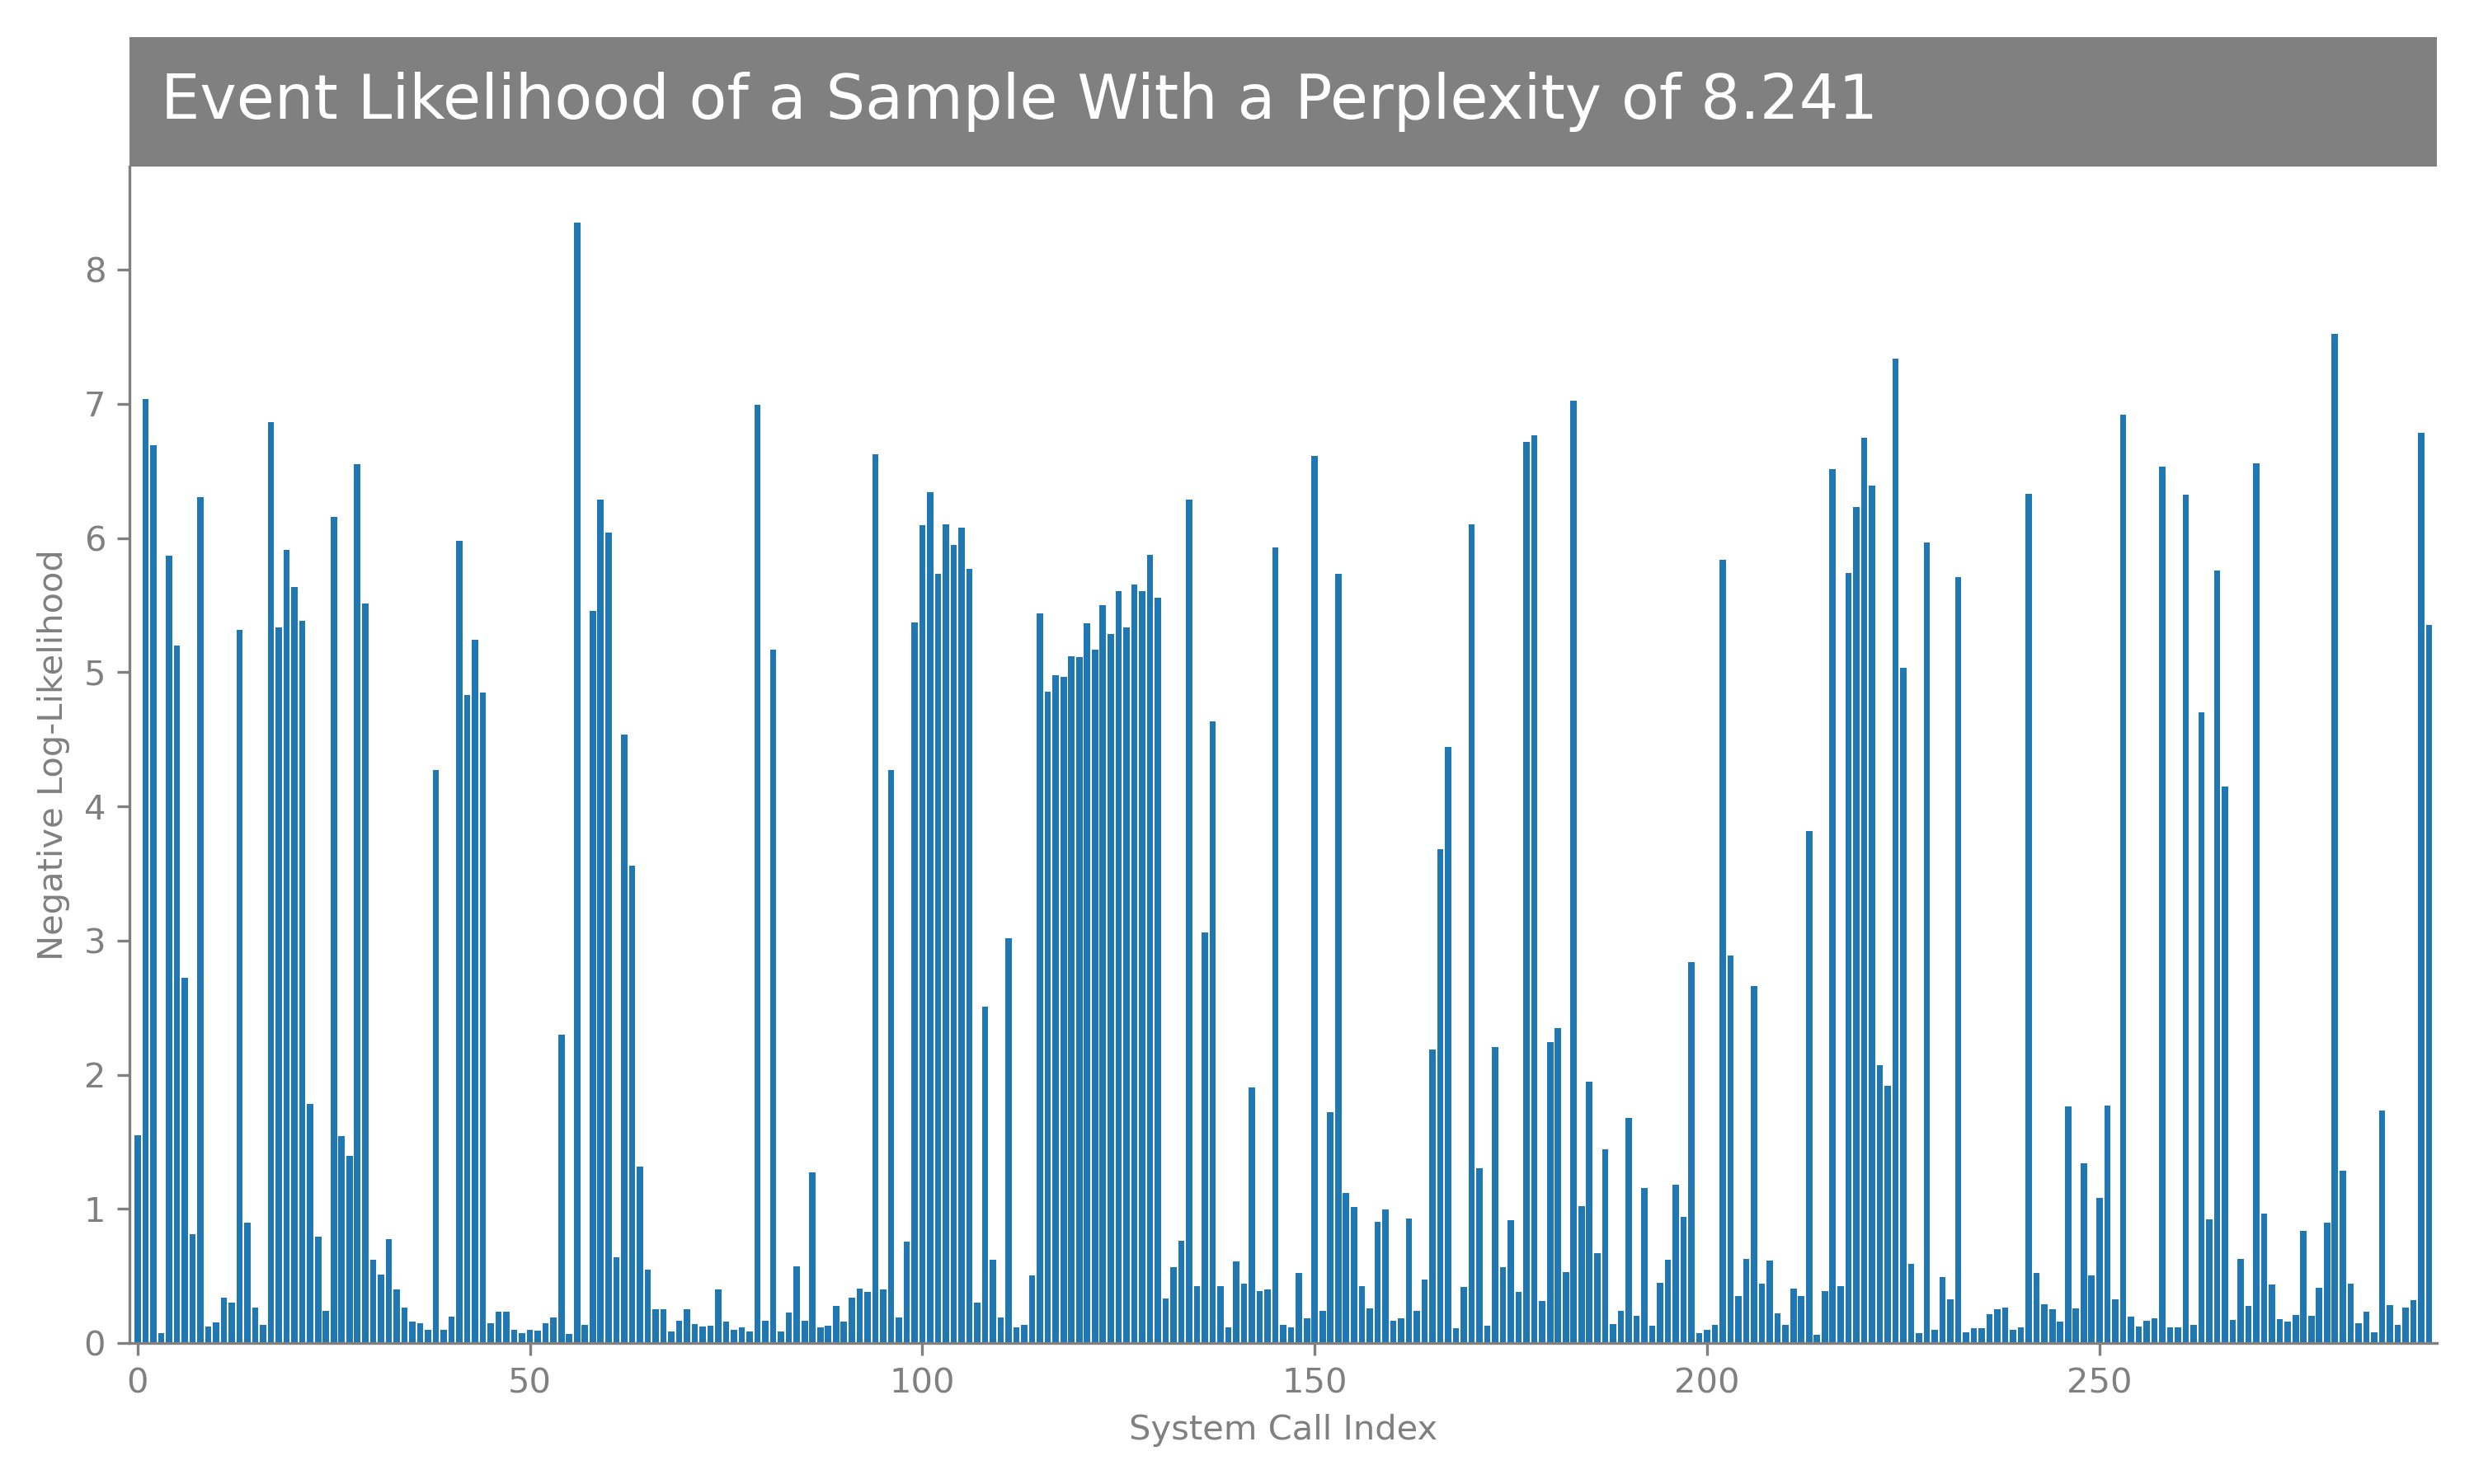 Event Likelihood of a Sample With a Perplexity of 8.241
8
7
6
5
4
3
2
1
0
Negative Log-Likelihood
0 50 100 150 200 250
System Call Index